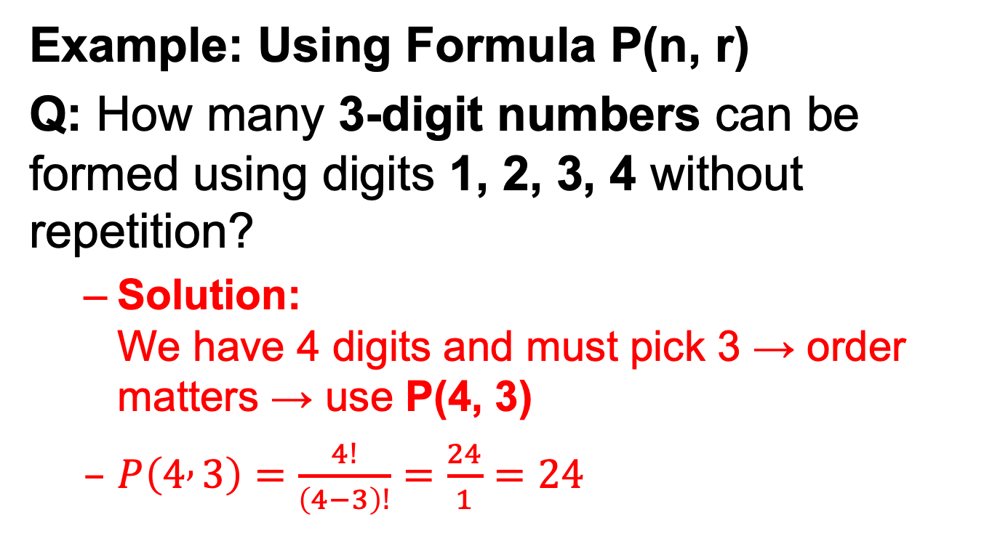 Example: Using Formula P(n, r)
Q: How many 3-digit numbers can be
formed using digits 1, 2, 3, 4 without
repetition?
– Solution:
We have 4 digits and must pick 3 → order
matters → use P(4, 3)
– P(4, 3) = 4!/(4−3)! = 24/1 = 24